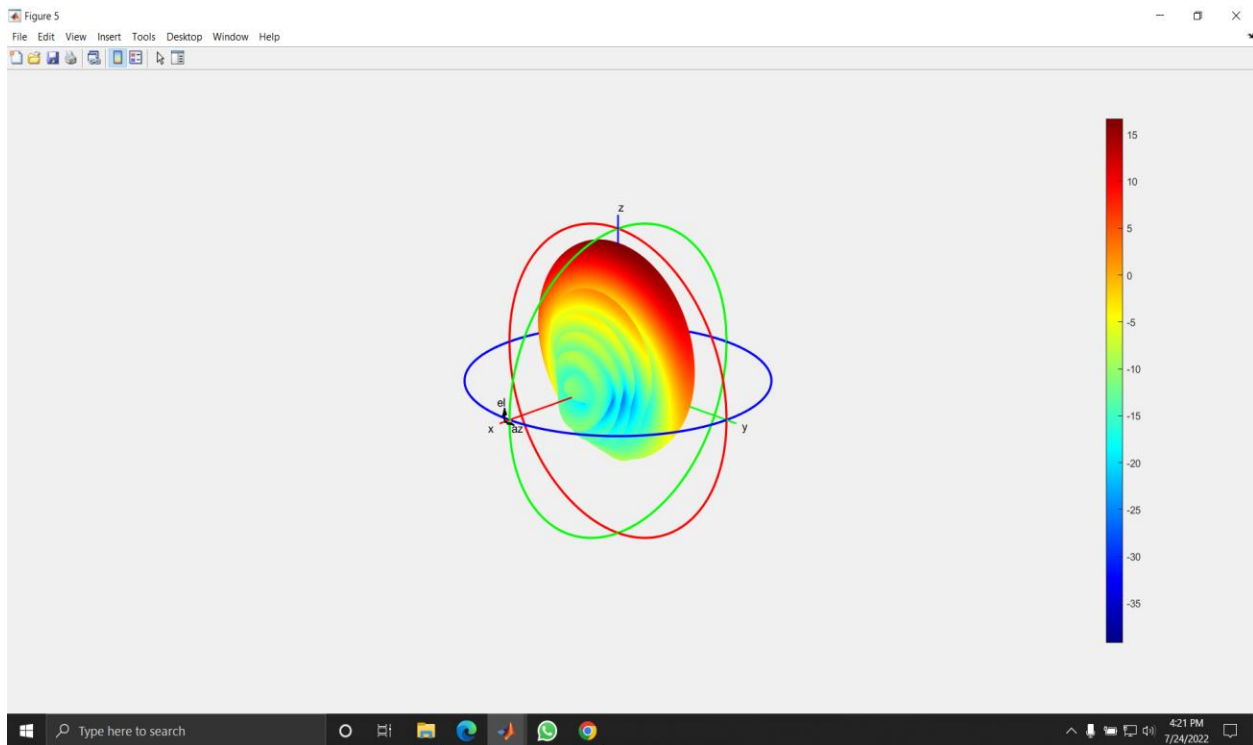 Figure 5
File Edit View Insert Tools Desktop Window Help
z
15
10
5
0
-5
-10
-15
-20
-25
-30
-35
el
x
az
y
Type here to search
4:21 PM
7/24/2022